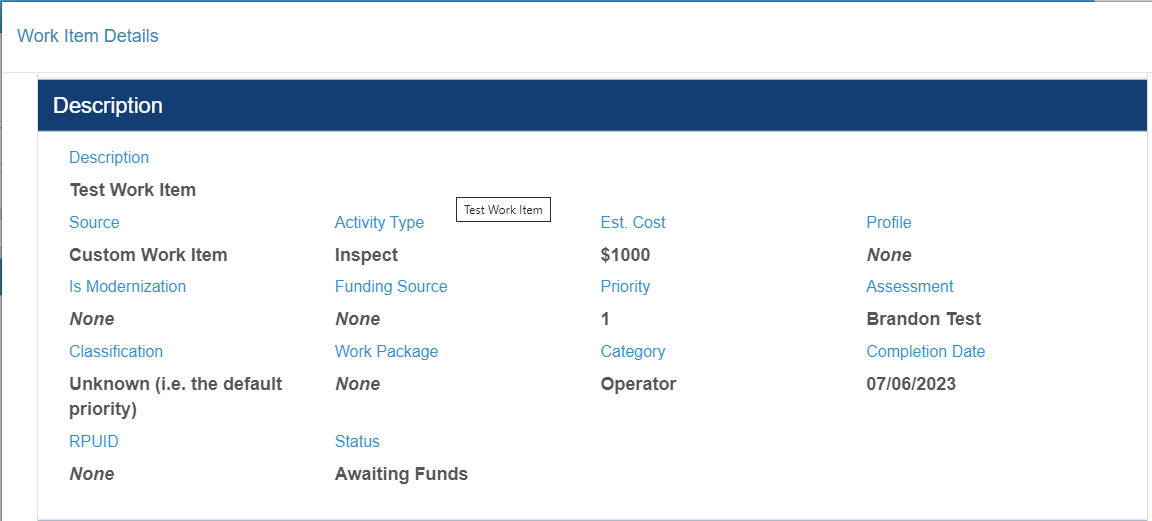 Work Item Details
Description
Description
Test Work Item
Test Work Item
Source Activity Type Est. Cost Profile
Custom Work Item Inspect $1000 None
Is Modernization Funding Source Priority Assessment
None None 1 Brandon Test
Classification Work Package Category Completion Date
Unknown (i.e. the default None Operator 07/06/2023
priority)
RPUID Status
None Awaiting Funds